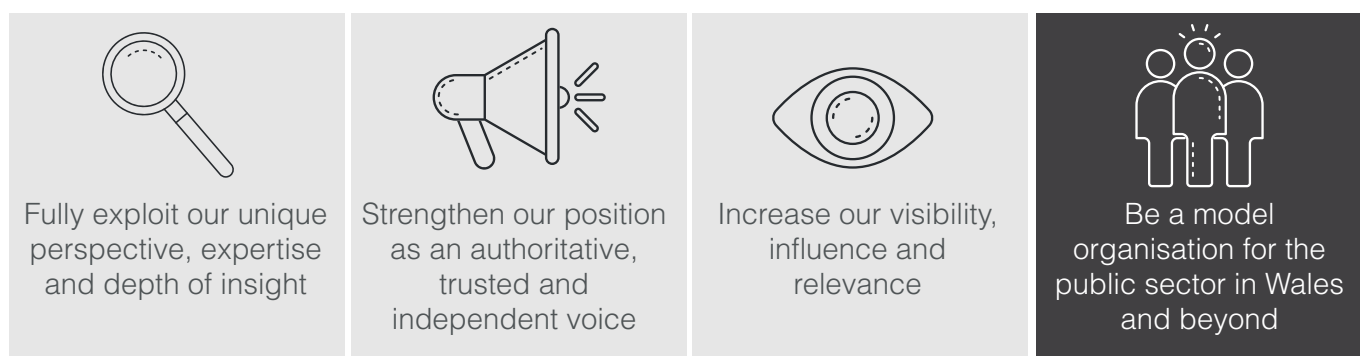 Fully exploit our unique
perspective, expertise
and depth of insight
Strengthen our position
as an authoritative,
trusted and
independent voice
Increase our visibility,
influence and
relevance
Be a model
organisation for the
public sector in Wales
and beyond